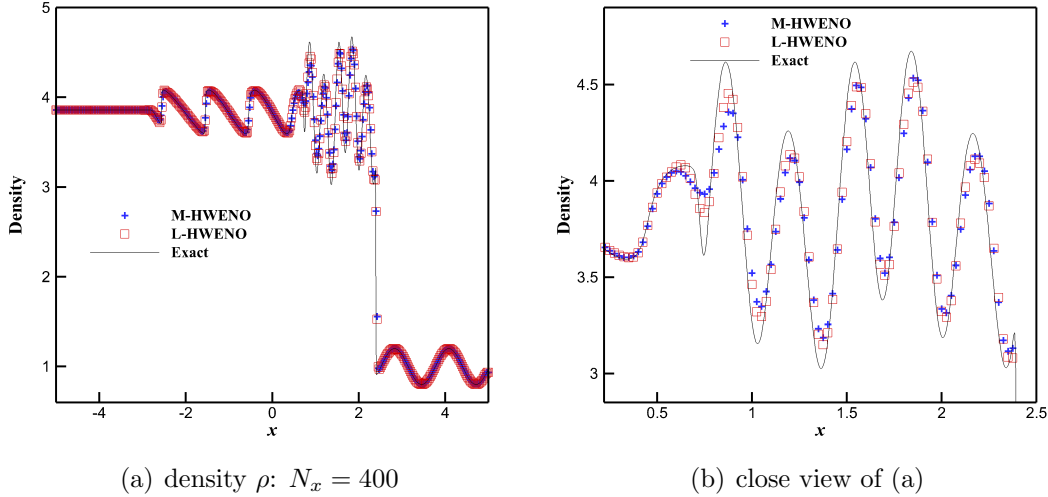 5
4
3
2
1
Density
M-HWENO
L-HWENO
Exact
-4
-2
0
2
4
x
(a) density ρ: Nx = 400
4.5
4
3.5
3
Density
M-HWENO
L-HWENO
Exact
0.5
1
1.5
2
2.5
x
(b) close view of (a)